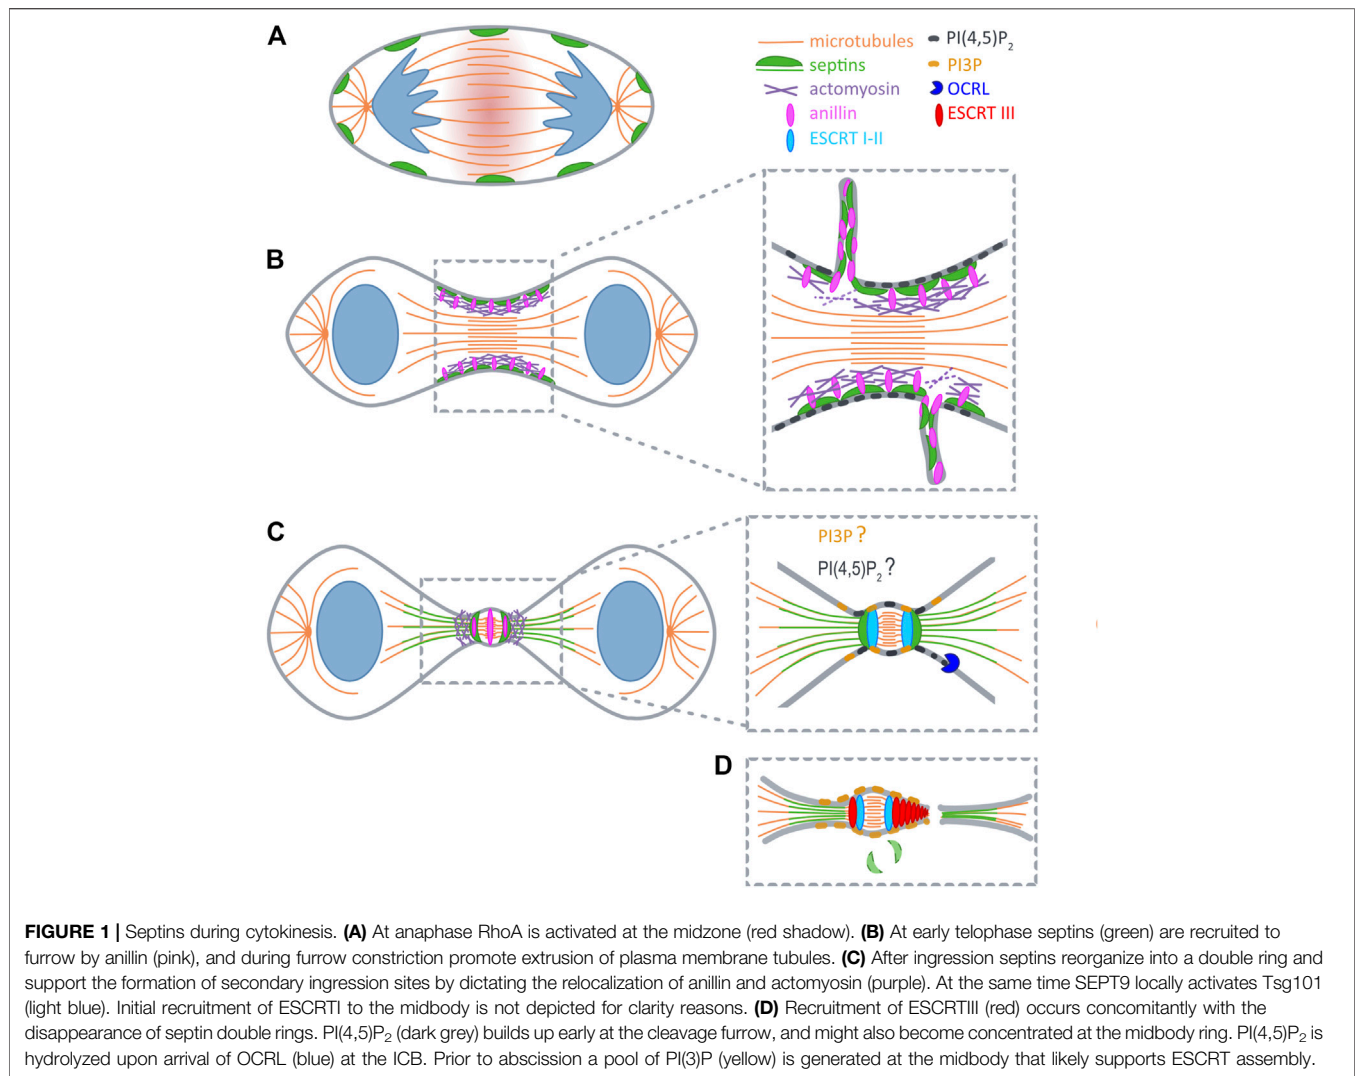 A
microtubules
septins
actomyosin
anillin
ESCRT I-II
PI(4,5)P₂
PI3P
OCRL
ESCRT III
B
C
PI3P ?
PI(4,5)P₂ ?
D
FIGURE 1 | Septins during cytokinesis. (A) At anaphase RhoA is activated at the midzone (red shadow). (B) At early telophase septins (green) are recruited to
furrow by anillin (pink), and during furrow constriction promote extrusion of plasma membrane tubules. (C) After ingression septins reorganize into a double ring and
support the formation of secondary ingression sites by dictating the relocalization of anillin and actomyosin (purple). At the same time SEPT9 locally activates Tsg101
(light blue). Initial recruitment of ESCRTI to the midbody is not depicted for clarity reasons. (D) Recruitment of ESCRTIII (red) occurs concomitantly with the
disappearance of septin double rings. PI(4,5)P₂ (dark grey) builds up early at the cleavage furrow, and might also become concentrated at the midbody ring. PI(4,5)P₂ is
hydrolyzed upon arrival of OCRL (blue) at the ICB. Prior to abscission a pool of PI(3)P (yellow) is generated at the midbody that likely supports ESCRT assembly.